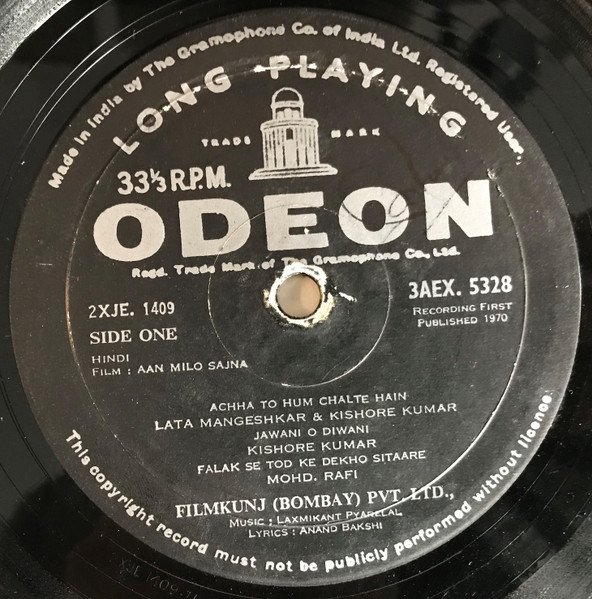 Made in India by The Gramophone Co. of India Ltd. Registered User.
LONG PLAYING
TRADE MARK
33⅓ R.P.M.
ODEON
Regd. Trade Mark of The Gramophone Co., Ltd.
2XJE. 1409
SIDE ONE
HINDI
FILM : AAN MILO SAJNA
3AEX. 5328
RECORDING FIRST
PUBLISHED 1970
ACHHA TO HUM CHALTE HAIN
LATA MANGESHKAR & KISHORE KUMAR
JAWANI O DIWANI
KISHORE KUMAR
FALAK SE TOD KE DEKHO SITAARE
MOHD. RAFI
FILMKUNJ (BOMBAY) PVT. LTD.,
MUSIC : LAXMIKANT PYARELAL
LYRICS : ANAND BAKSHI
This copyright record must not be publicly performed without licence.